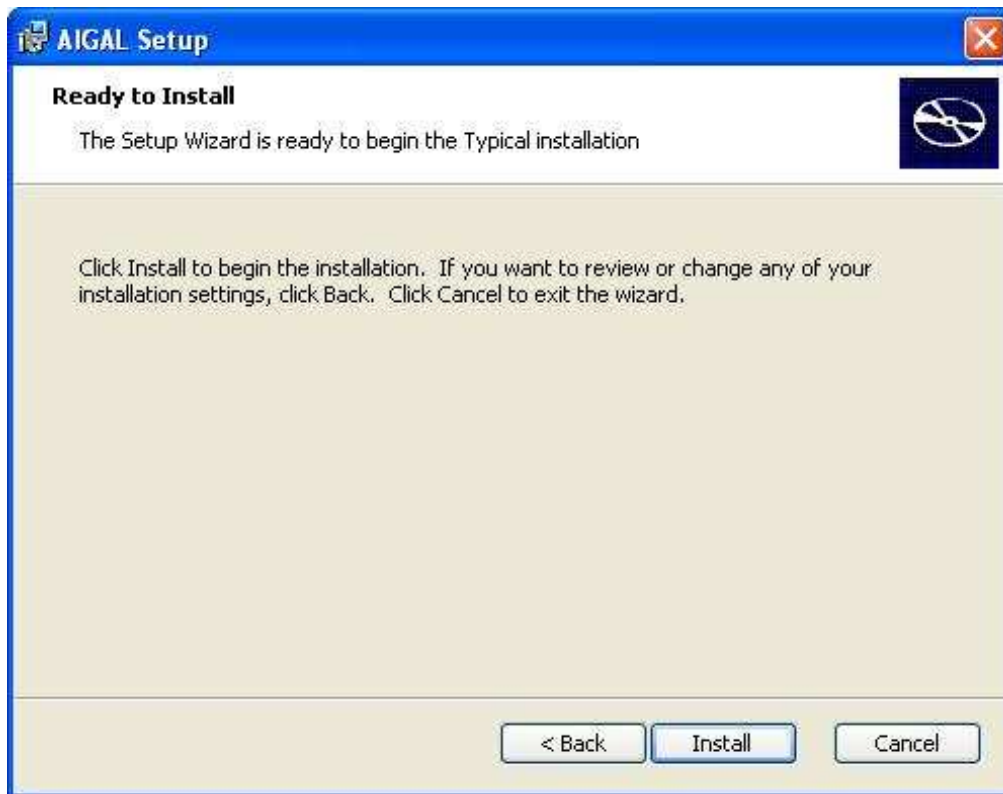 AIGAL Setup
Ready to Install
The Setup Wizard is ready to begin the Typical installation
Click Install to begin the installation.  If you want to review or change any of your
installation settings, click Back.  Click Cancel to exit the wizard.
< Back
Install
Cancel